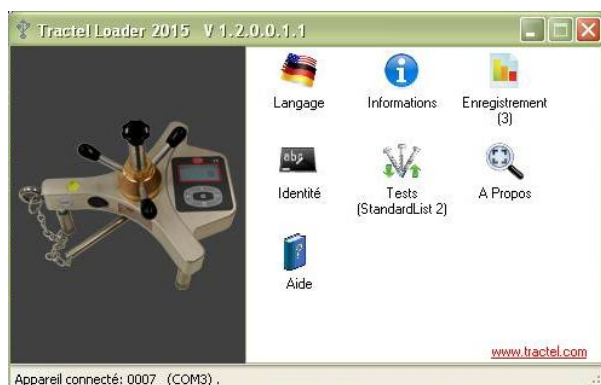 Tractel Loader 2015 V 1.2.0.0.1.1
Langage
Informations
Enregistrement
(3)
abc
Identité
Tests
(StandardList 2)
A Propos
Aide
www.tractel.com
Appareil connecté: 0007 (COM3) .